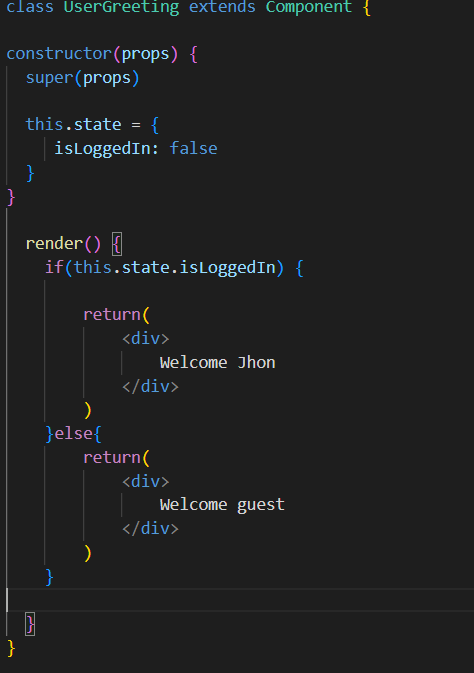 class UserGreeting extends Component {
constructor(props) {
super(props)
this.state = {
isLoggedIn: false
}
}
render() {
if(this.state.isLoggedIn) {
return(
<div>
Welcome Jhon
</div>
)
}else{
return(
<div>
Welcome guest
</div>
)
}
}
}